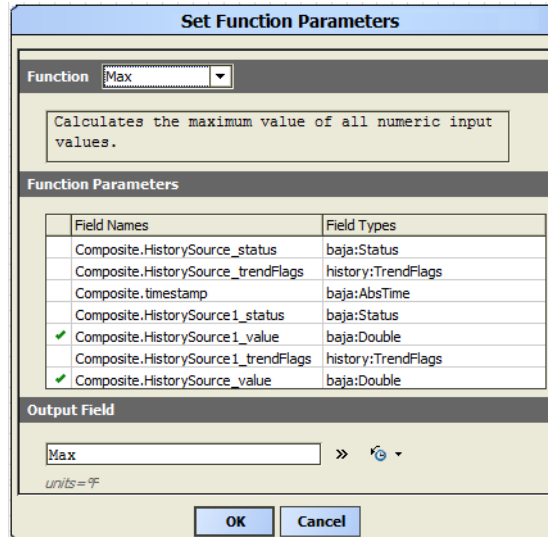 Set Function Parameters
Function Max
Calculates the maximum value of all numeric input
values.
Function Parameters
Field Names Field Types
Composite.HistorySource_status baja:Status
Composite.HistorySource_trendFlags history:TrendFlags
Composite.timestamp baja:AbsTime
Composite.HistorySource1_status baja:Status
Composite.HistorySource1_value baja:Double
Composite.HistorySource1_trendFlags history:TrendFlags
Composite.HistorySource_value baja:Double
Output Field
Max »
units=°F
OK Cancel